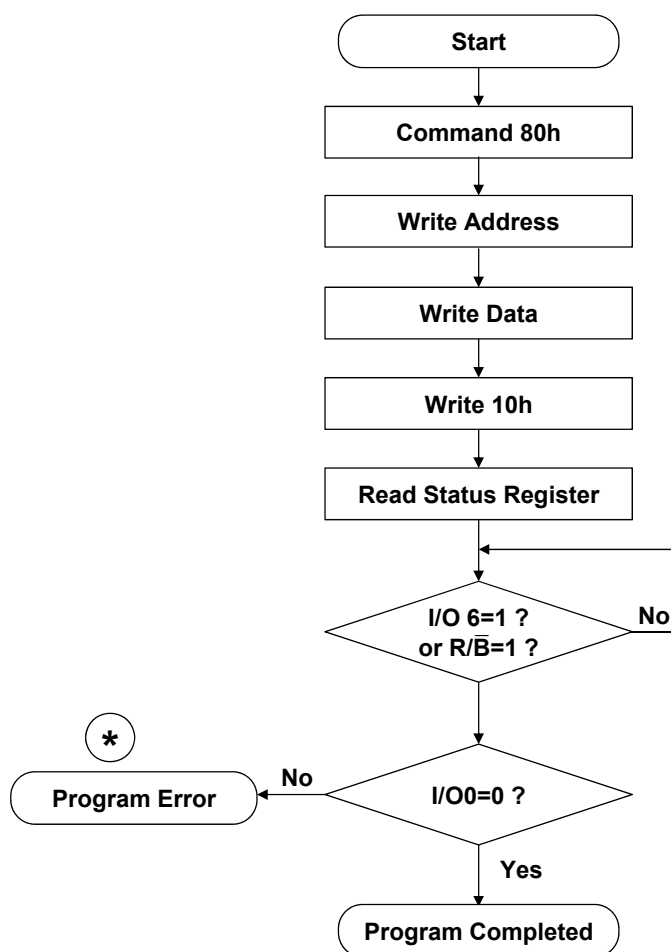 Start
Command 80h
Write Address
Write Data
Write 10h
Read Status Register
I/O 6=1 ?
or R/B̅=1 ?
No
*
No
Program Error
I/O0=0 ?
Yes
Program Completed